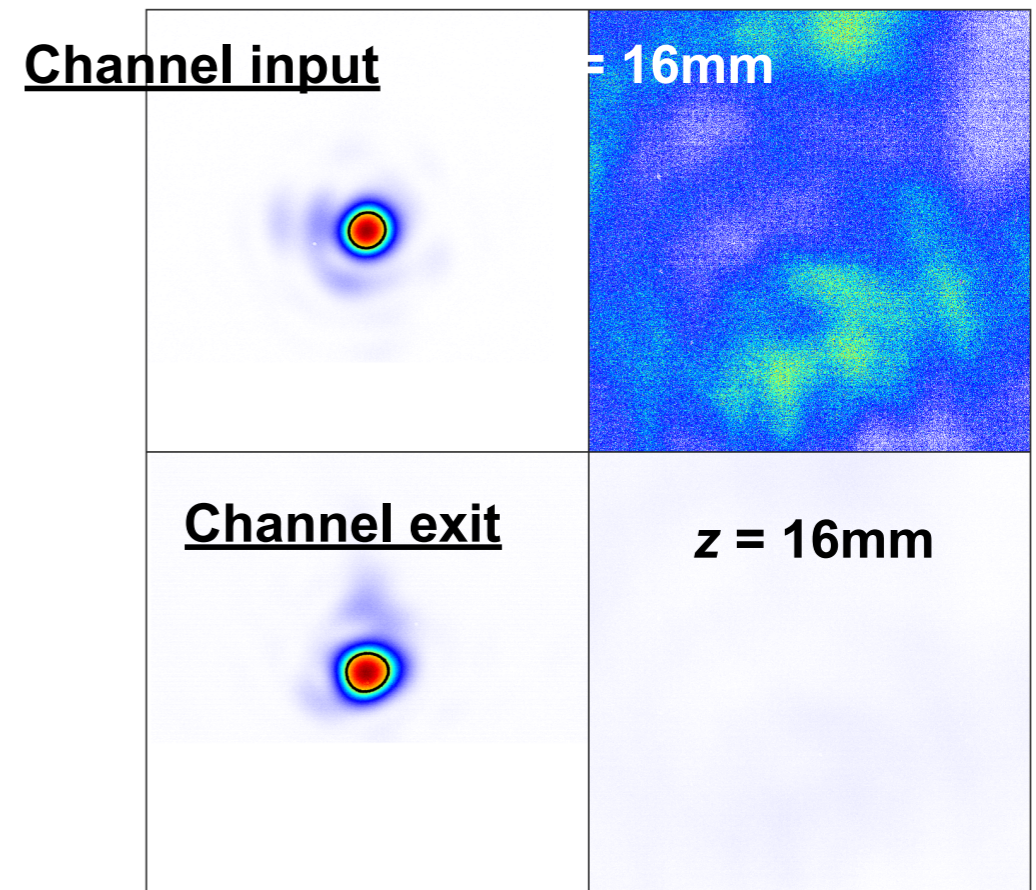 Channel input
= 16mm
Channel exit
z = 16mm